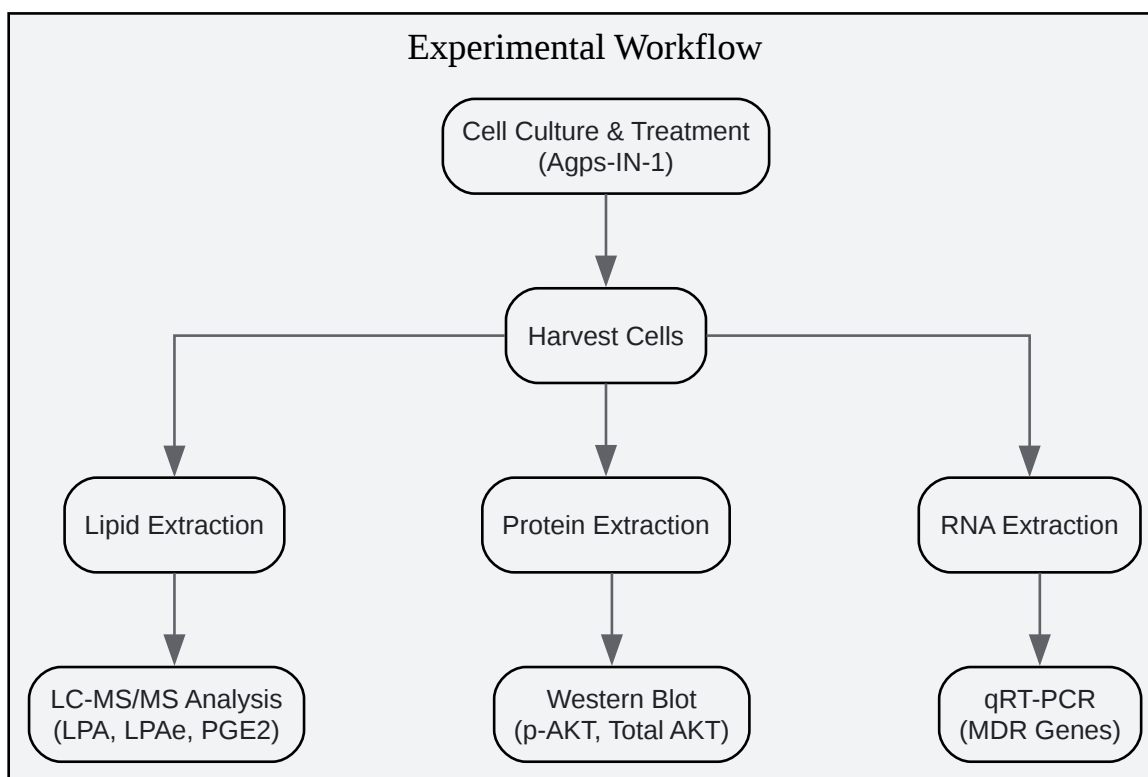 Experimental Workflow
Cell Culture & Treatment
(Agps-IN-1)
Harvest Cells
Lipid Extraction
Protein Extraction
RNA Extraction
LC-MS/MS Analysis
(LPA, LPAe, PGE2)
Western Blot
(p-AKT, Total AKT)
qRT-PCR
(MDR Genes)